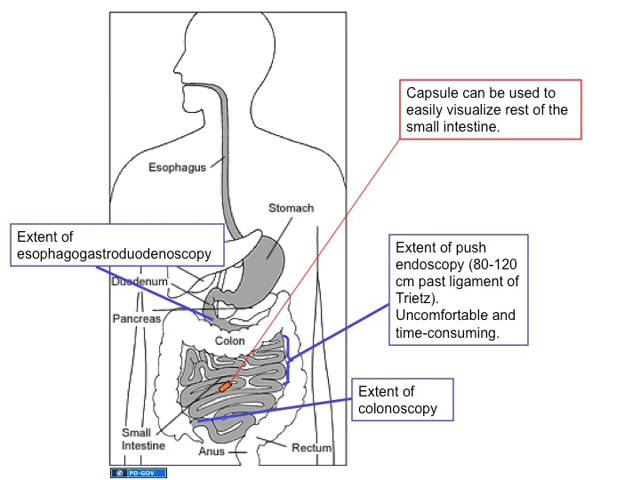 Capsule can be used to
easily visualize rest of the
small intestine.
Esophagus
Stomach
Extent of
esophagogastroduodenoscopy
Duodenum
Pancreas
Colon
Extent of push
endoscopy (80-120
cm past ligament of
Trietz).
Uncomfortable and
time-consuming.
Extent of
colonoscopy
Small
Intestine
Anus
Rectum
PD-GOV